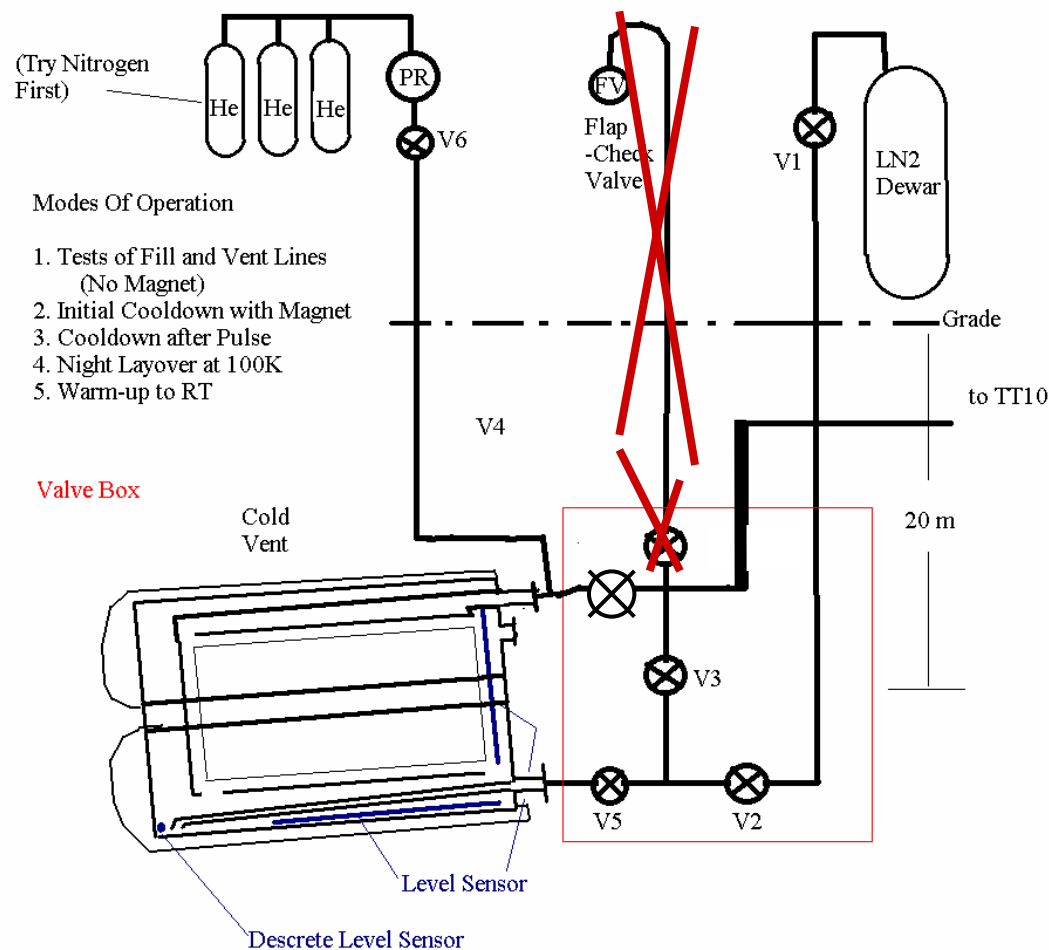 (Try Nitrogen
First)
He
He
He
PR
V6
FV
Flap
-Check
Valve
V1
LN2
Dewar
Modes Of Operation
1. Tests of Fill and Vent Lines
(No Magnet)
2. Initial Cooldown with Magnet
3. Cooldown after Pulse
4. Night Layover at 100K
5. Warm-up to RT
Grade
to TT10
V4
Valve Box
Cold
Vent
20 m
V3
V5
V2
Level Sensor
Descrete Level Sensor